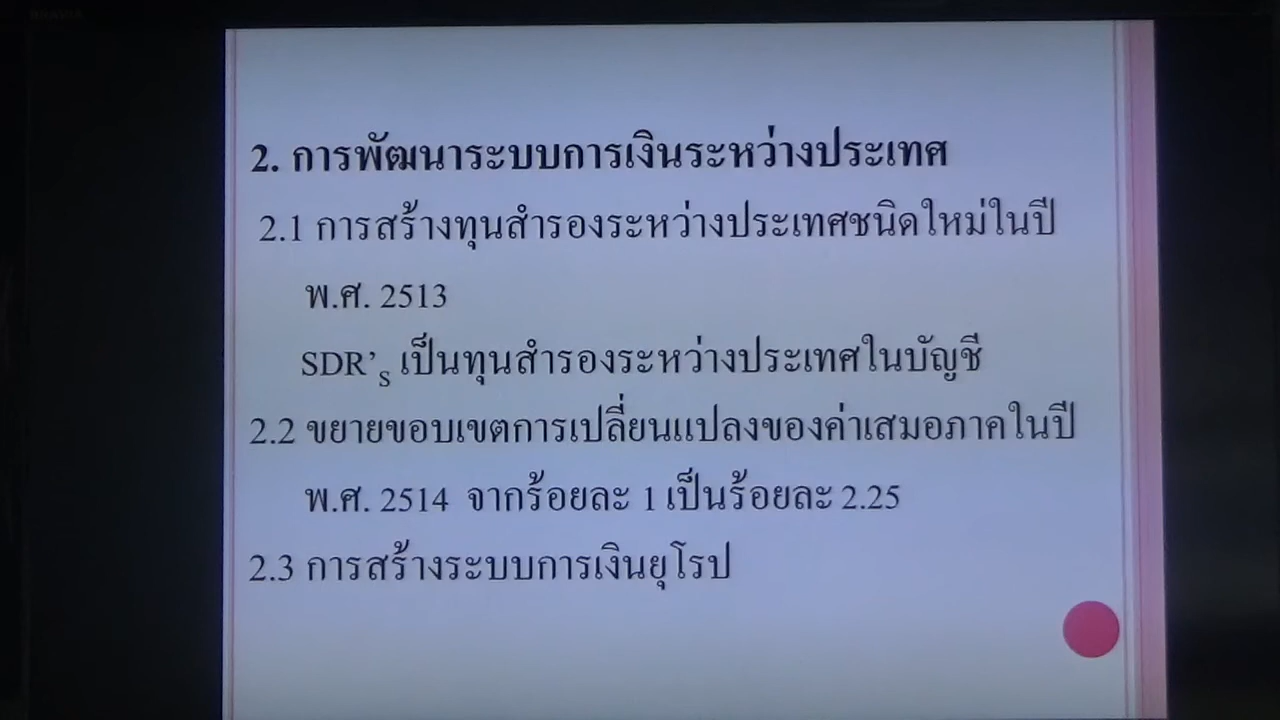 2. การพัฒนาระบบการเงินระหว่างประเทศ
2.1 การสร้างทุนสำรองระหว่างประเทศชนิดใหม่ในปี
พ.ศ. 2513
SDR's เป็นทุนสำรองระหว่างประเทศในบัญชี
2.2 ขยายขอบเขตการเปลี่ยนแปลงของค่าเสมอภาคในปี
พ.ศ. 2514 จากร้อยละ 1 เป็นร้อยละ 2.25
2.3 การสร้างระบบการเงินยุโรป